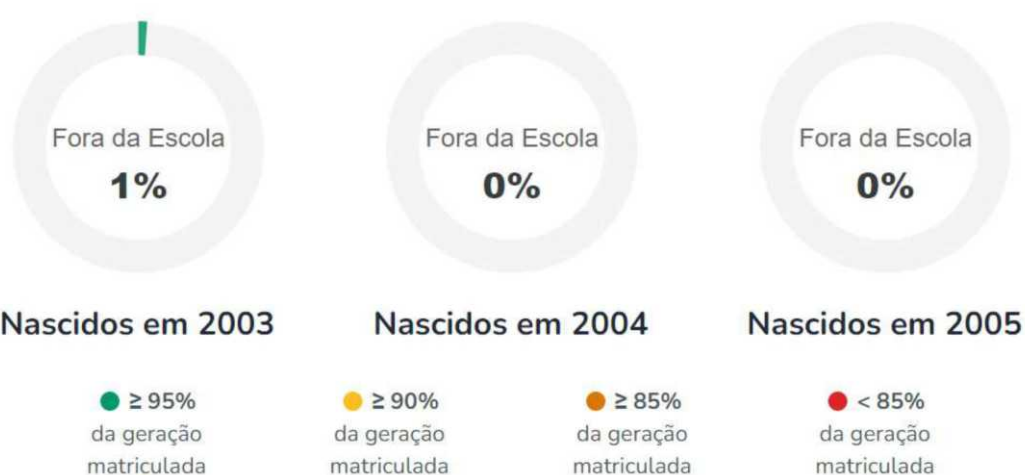 Fora da Escola
1%
Fora da Escola
0%
Fora da Escola
0%
Nascidos em 2003
Nascidos em 2004
Nascidos em 2005
≥ 95%
da geração
matriculada
≥ 90%
da geração
matriculada
≥ 85%
da geração
matriculada
< 85%
da geração
matriculada